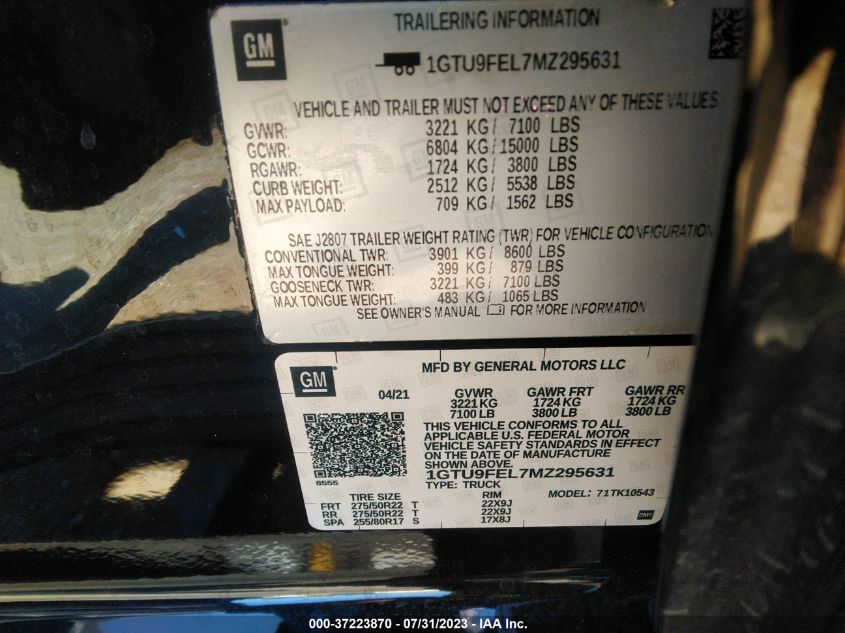 GM
TRAILERING INFORMATION
1GTU9FEL7MZ295631
VEHICLE AND TRAILER MUST NOT EXCEED ANY OF THESE VALUES
GVWR: 3221 KG/ 7100 LBS
GCWR: 6804 KG/ 15000 LBS
RGAWR: 1724 KG/ 3800 LBS
CURB WEIGHT: 2512 KG/ 5538 LBS
MAX PAYLOAD: 709 KG/ 1562 LBS
SAE J2807 TRAILER WEIGHT RATING (TWR) FOR VEHICLE CONFIGURATION
CONVENTIONAL TWR: 3901 KG/ 8600 LBS
MAX TONGUE WEIGHT: 399 KG/ 879 LBS
GOOSENECK TWR: 3221 KG/ 7100 LBS
MAX TONGUE WEIGHT: 483 KG/ 1065 LBS
SEE OWNER'S MANUAL FOR MORE INFORMATION
GM
MFD BY GENERAL MOTORS LLC
04/21 GVWR GAWR FRT GAWR RR
3221 KG 1724 KG 1724 KG
7100 LB 3800 LB 3800 LB
THIS VEHICLE CONFORMS TO ALL
APPLICABLE U.S. FEDERAL MOTOR
VEHICLE SAFETY STANDARDS IN EFFECT
ON THE DATE OF MANUFACTURE
SHOWN ABOVE.
8555 1GTU9FEL7MZ295631
TYPE: TRUCK
TIRE SIZE RIM MODEL: 71TK10543
FRT 275/50R22 T 22X9J
RR 275/50R22 T 22X9J
SPA 255/80R17 S 17X8J
DMT
000-37223870 - 07/31/2023 - IAA Inc.